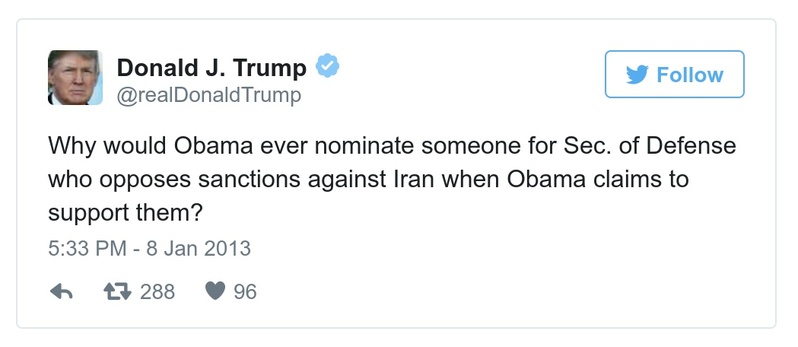 Donald J. Trump
@realDonaldTrump
Follow
Why would Obama ever nominate someone for Sec. of Defense
who opposes sanctions against Iran when Obama claims to
support them?
5:33 PM - 8 Jan 2013
288 96